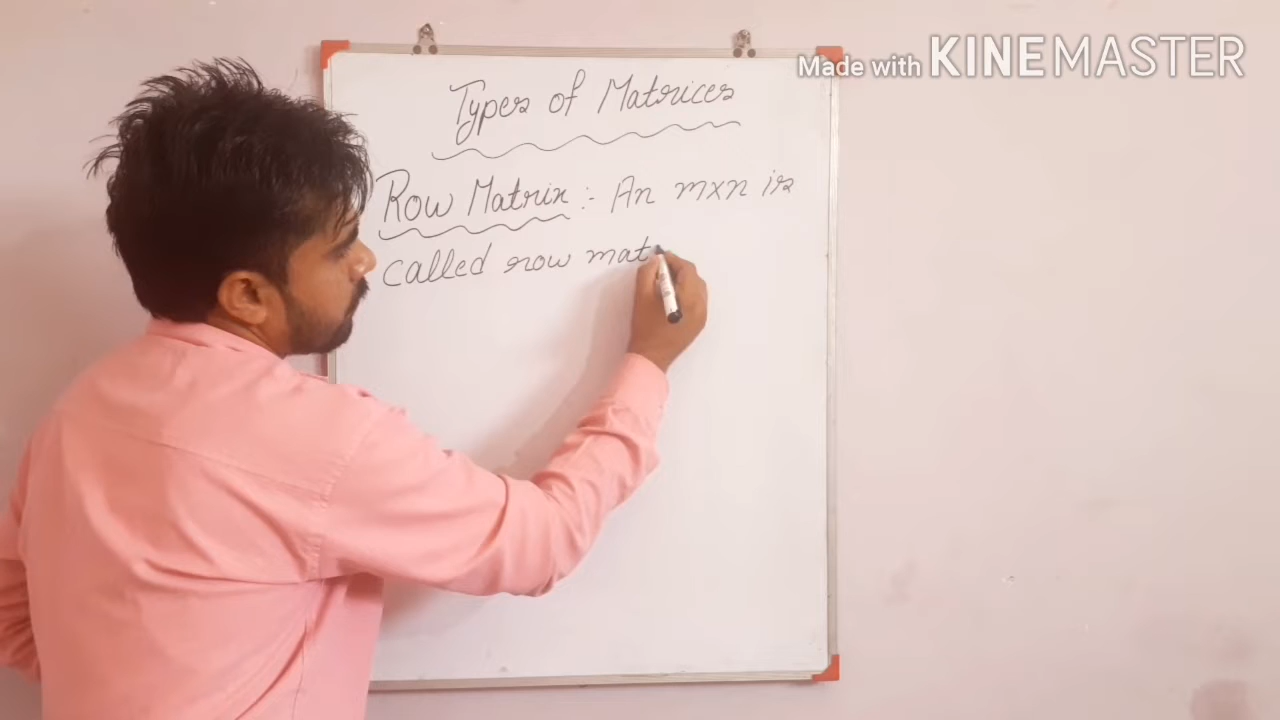 Made with KINEMASTER
Types of Matrices
Row Matrix :- An mxn is
called row mat